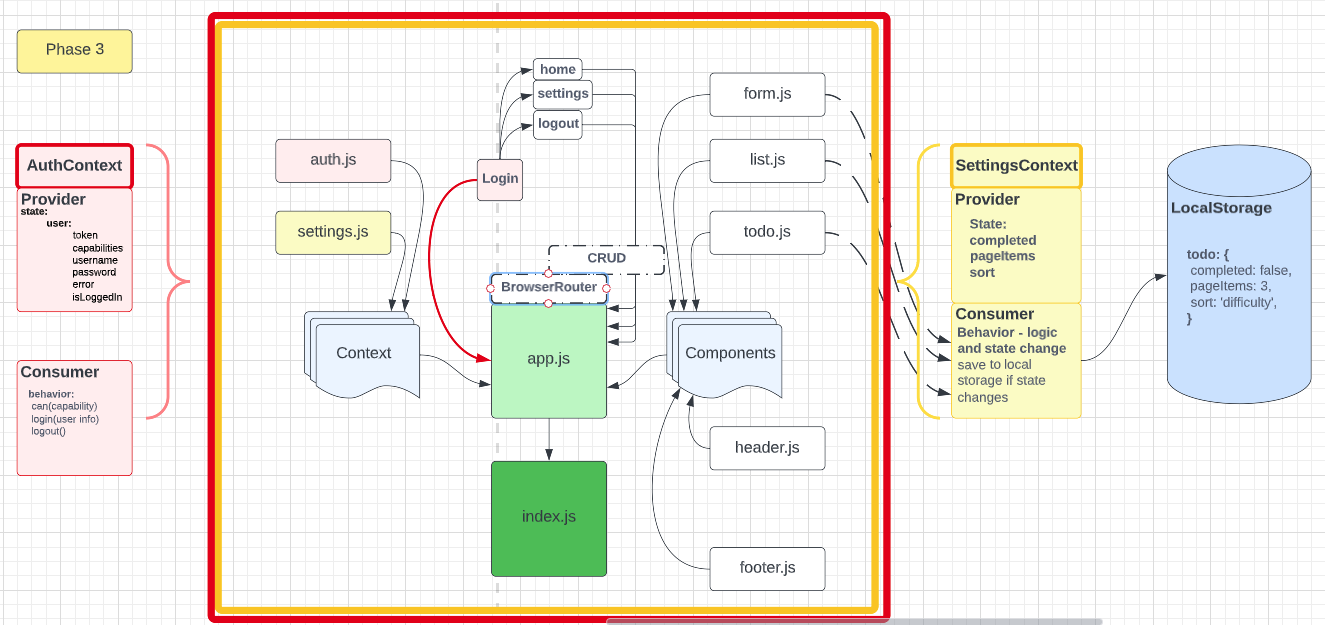 Phase 3
AuthContext
Provider
state:
user:
token
capabilities
username
password
error
isLoggedIn
Consumer
behavior:
can(capability)
login(user info)
logout()
auth.js
settings.js
Context
home
settings
logout
Login
CRUD
BrowserRouter
app.js
index.js
form.js
list.js
todo.js
Components
header.js
footer.js
SettingsContext
Provider
State:
completed
pageItems
sort
Consumer
Behavior - logic
and state change
save to local
storage if state
changes
LocalStorage
todo: {
completed: false,
pageItems: 3,
sort: 'difficulty',
}